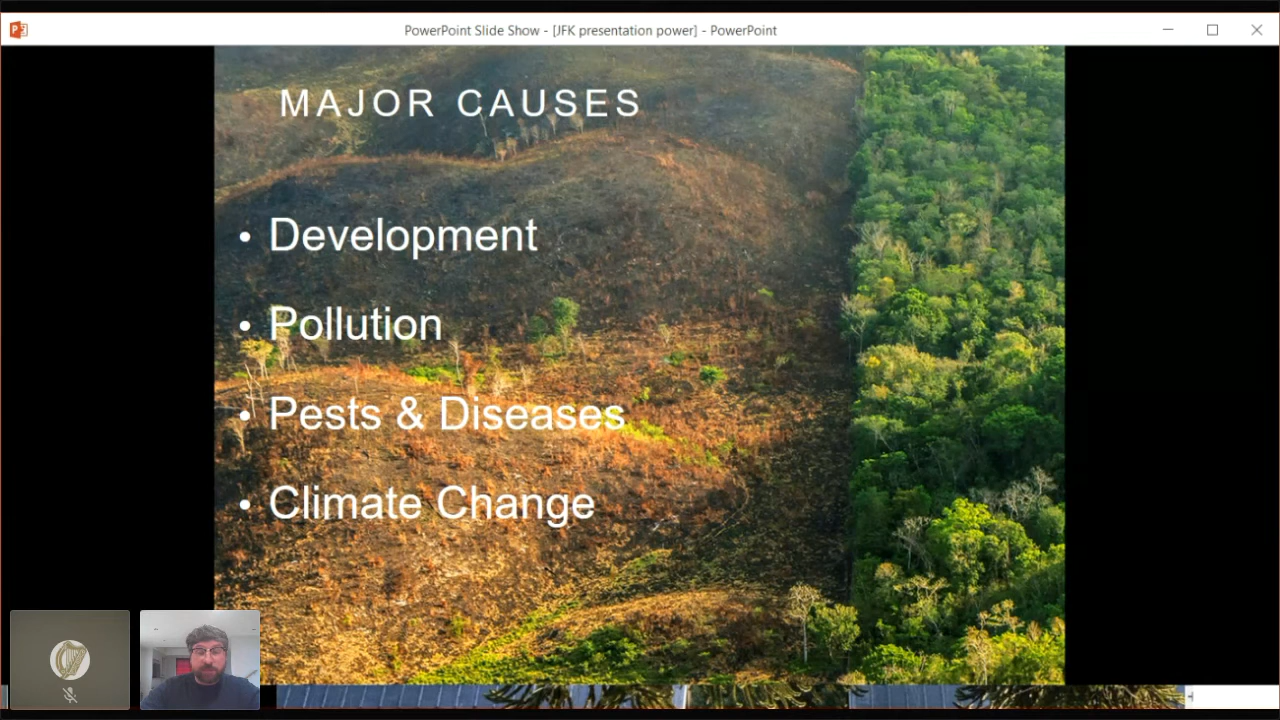 PowerPoint Slide Show - [JFK presentation power] - PowerPoint
MAJOR CAUSES
• Development
• Pollution
• Pests & Diseases
• Climate Change